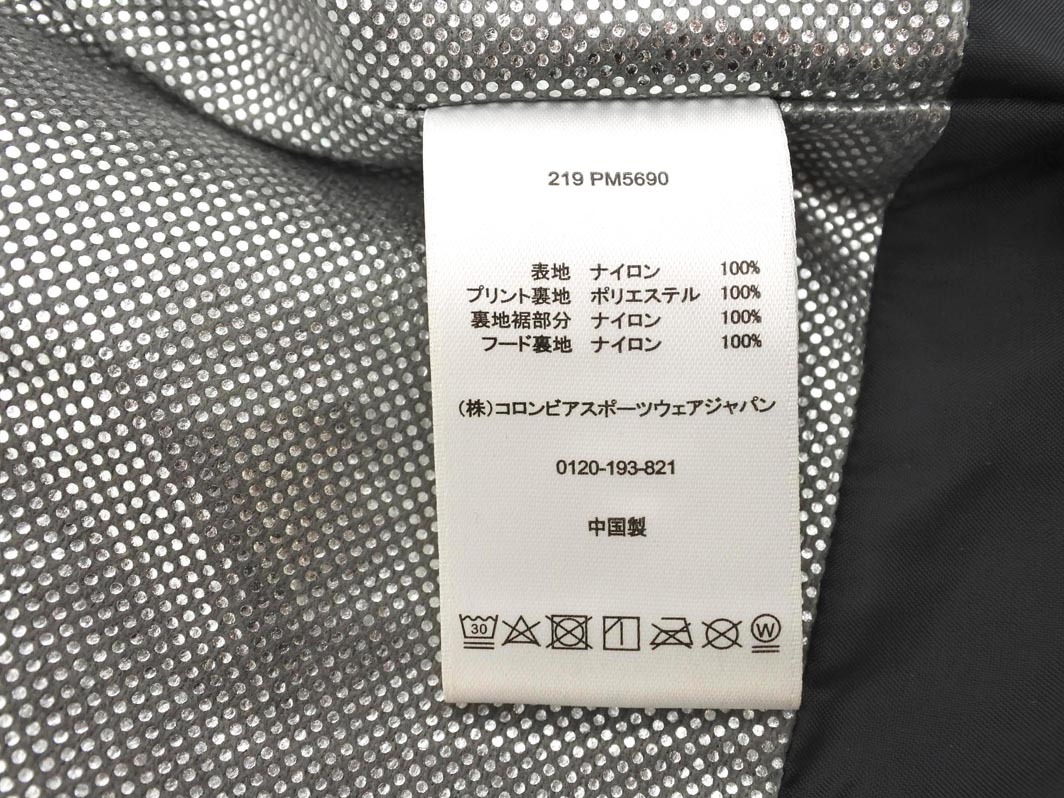 219 PM5690
表地 ナイロン 100%
プリント裏地 ポリエステル 100%
裏地裾部分 ナイロン 100%
フード裏地 ナイロン 100%
(株)コロンビアスポーツウェアジャパン
0120-193-821
中国製
30 W